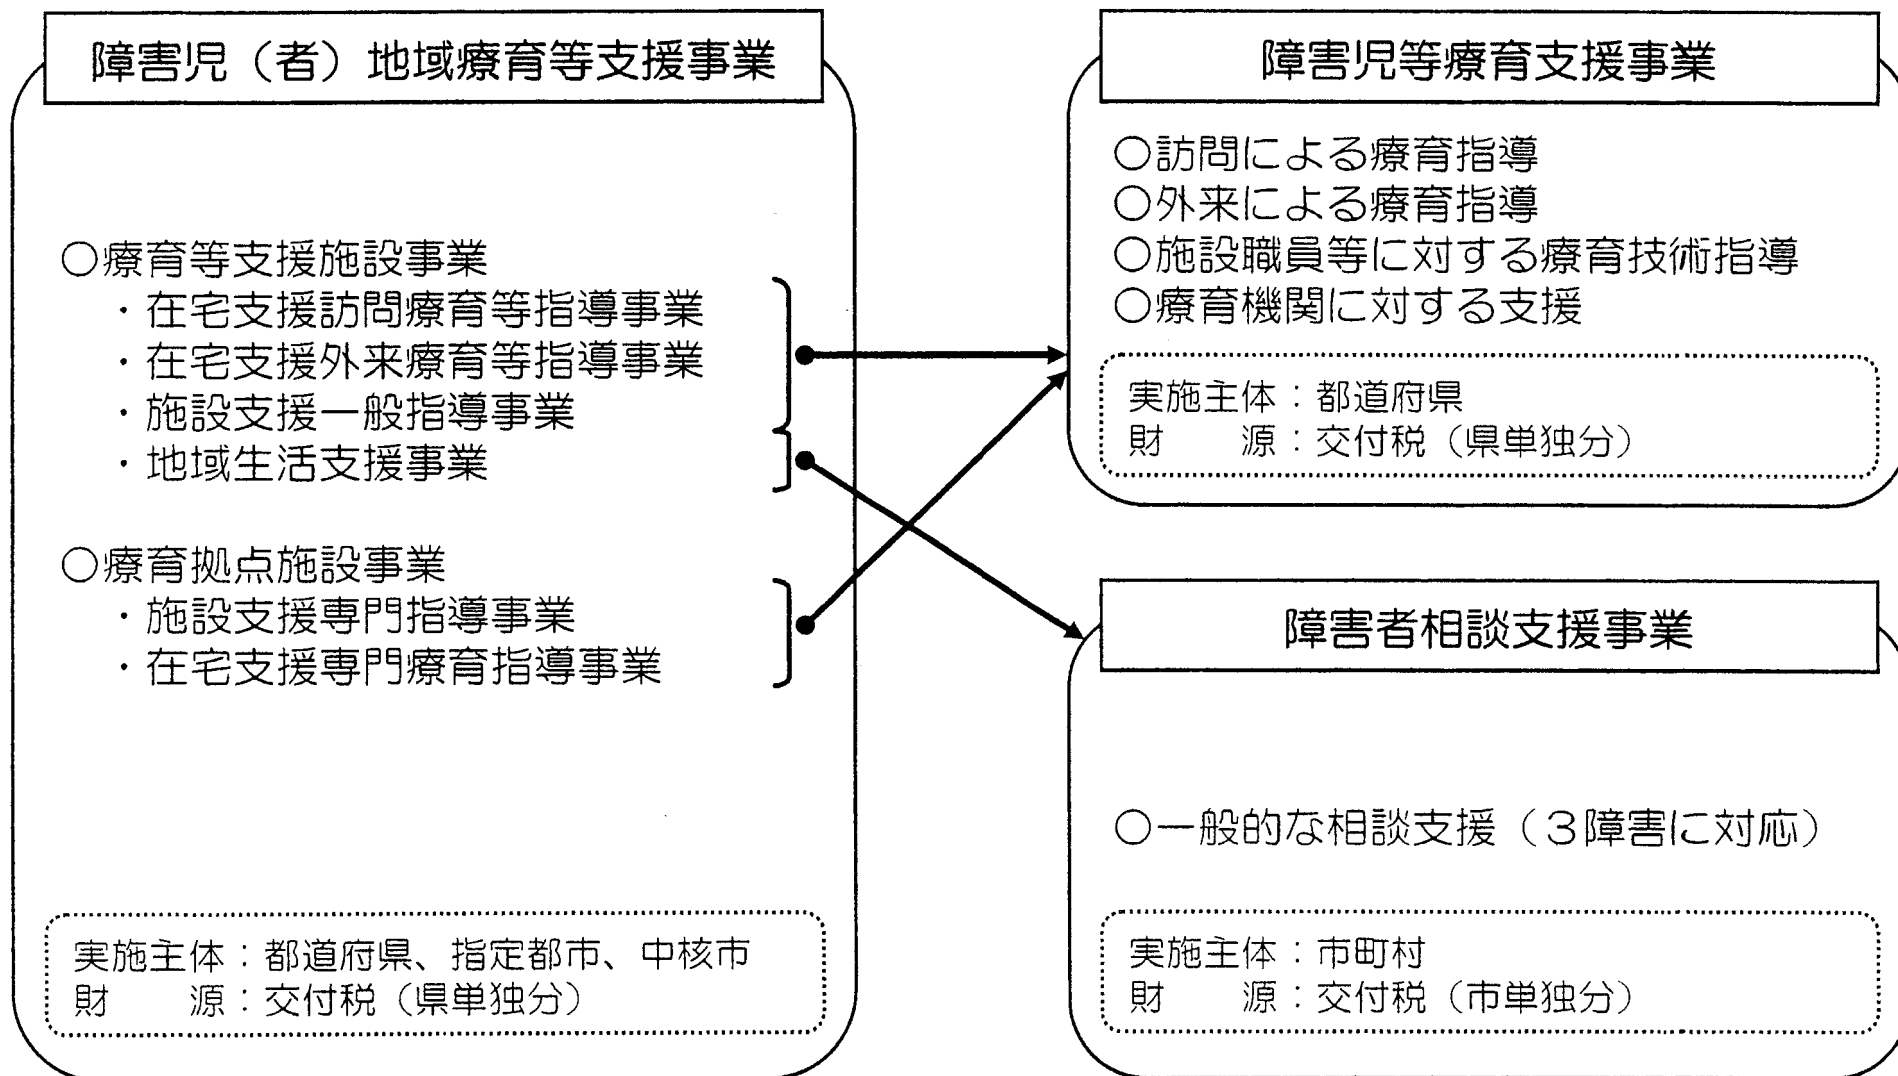 障害児（者）地域療育等支援事業
○療育等支援施設事業
・在宅支援訪問療育等指導事業
・在宅支援外来療育等指導事業
・施設支援一般指導事業
・地域生活支援事業
○療育拠点施設事業
・施設支援専門指導事業
・在宅支援専門療育指導事業
実施主体：都道府県、指定都市、中核市
財　　源：交付税（県単独分）
障害児等療育支援事業
○訪問による療育指導
○外来による療育指導
○施設職員等に対する療育技術指導
○療育機関に対する支援
実施主体：都道府県
財　　源：交付税（県単独分）
障害者相談支援事業
○一般的な相談支援（３障害に対応）
実施主体：市町村
財　　源：交付税（市単独分）